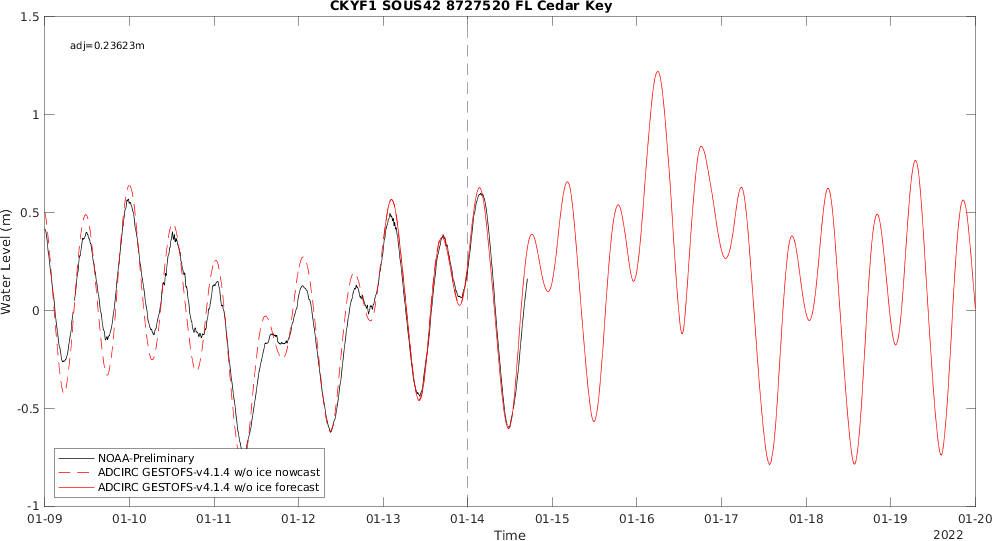 CKYF1 SOUS42 8727520 FL Cedar Key
1.5
adj=0.23623m
1
0.5
Water Level (m)
0
-0.5
NOAA-Preliminary
ADCIRC GESTOFS-v4.1.4 w/o ice nowcast
ADCIRC GESTOFS-v4.1.4 w/o ice forecast
-1
01-09 01-10 01-11 01-12 01-13 01-14 01-15 01-16 01-17 01-18 01-19 01-20
Time
2022